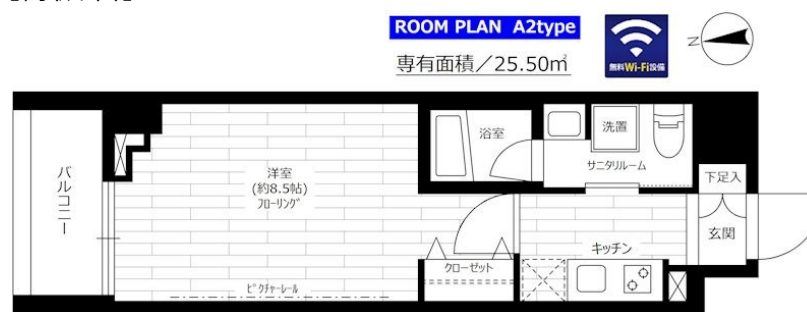 ROOM PLAN A2type
専有面積／25.50㎡
無料Wi-Fi設備
N
バルコニー
洋室
(約8.5帖)
ﾌﾛｰﾘﾝｸﾞ
ﾋﾟｸﾁｬｰﾚｰﾙ
浴室
洗置
サニタリルーム
下足入
玄関
キッチン
クローゼット